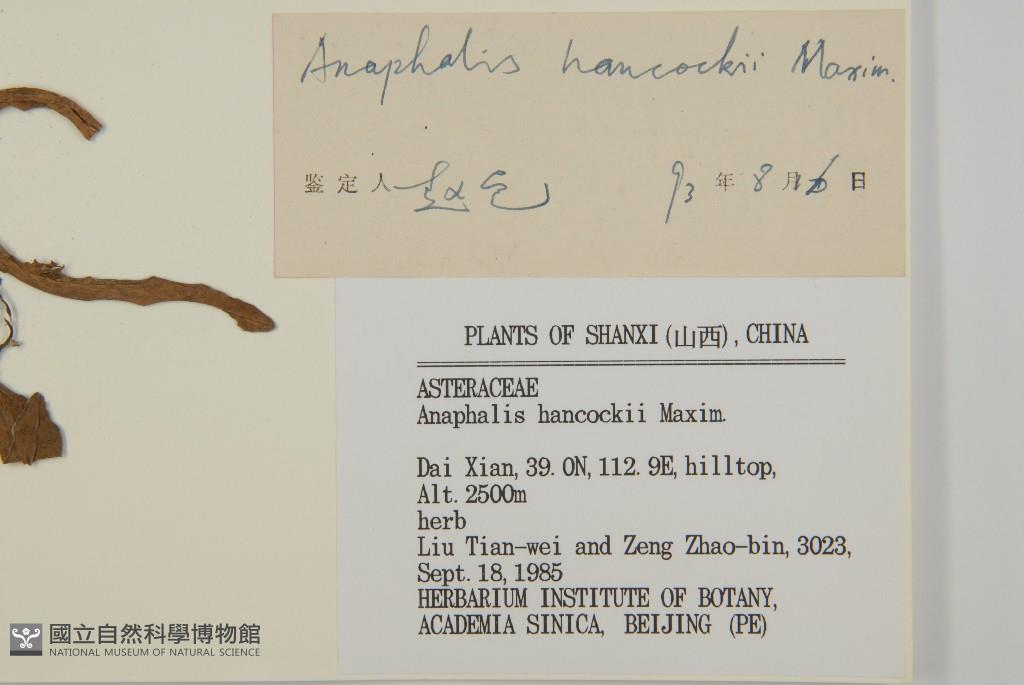 Anaphalis hancockii Maxim.
鉴定人 93 年 8 月 日
PLANTS OF SHANXI (山西), CHINA
ASTERACEAE
Anaphalis hancockii Maxim.
Dai Xian, 39.0N, 112.9E, hilltop,
Alt. 2500m
herb
Liu Tian-wei and Zeng Zhao-bin, 3023,
Sept. 18, 1985
HERBARIUM INSTITUTE OF BOTANY,
ACADEMIA SINICA, BEIJING (PE)
國立自然科學博物館
NATIONAL MUSEUM OF NATURAL SCIENCE